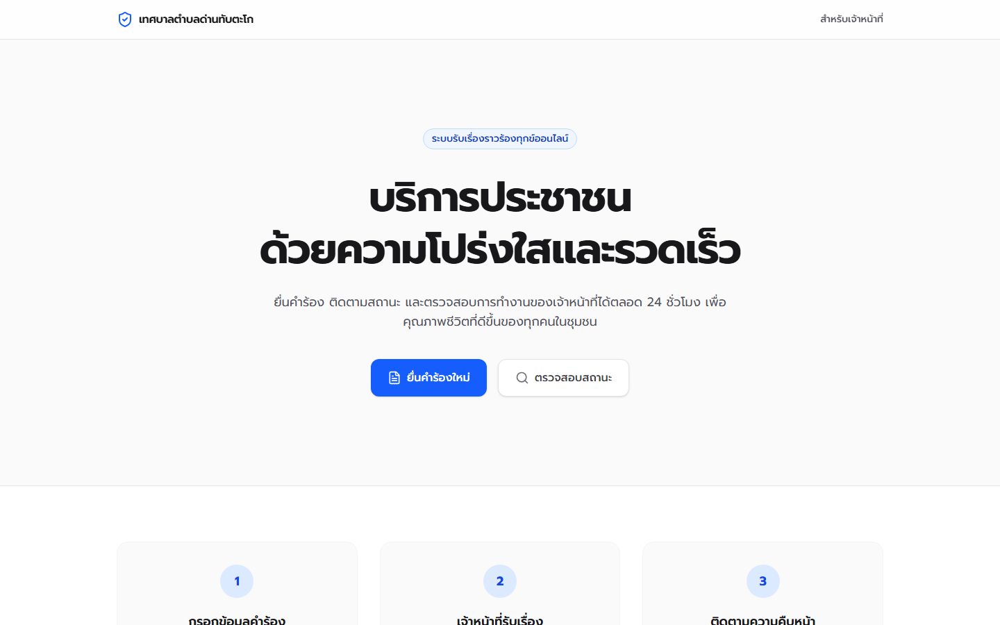 เทศบาลตำบลด่านทับตะโก
สำหรับเจ้าหน้าที่
ระบบรับเรื่องราวร้องทุกข์ออนไลน์
บริการประชาชน
ด้วยความโปร่งใสและรวดเร็ว
ยื่นคำร้อง ติดตามสถานะ และตรวจสอบการทำงานของเจ้าหน้าที่ได้ตลอด 24 ชั่วโมง เพื่อ
คุณภาพชีวิตที่ดีขึ้นของทุกคนในชุมชน
ยื่นคำร้องใหม่
ตรวจสอบสถานะ
1
2
3
กรอกข้อมูลคำร้อง
เจ้าหน้าที่รับเรื่อง
ติดตามความคืบหน้า